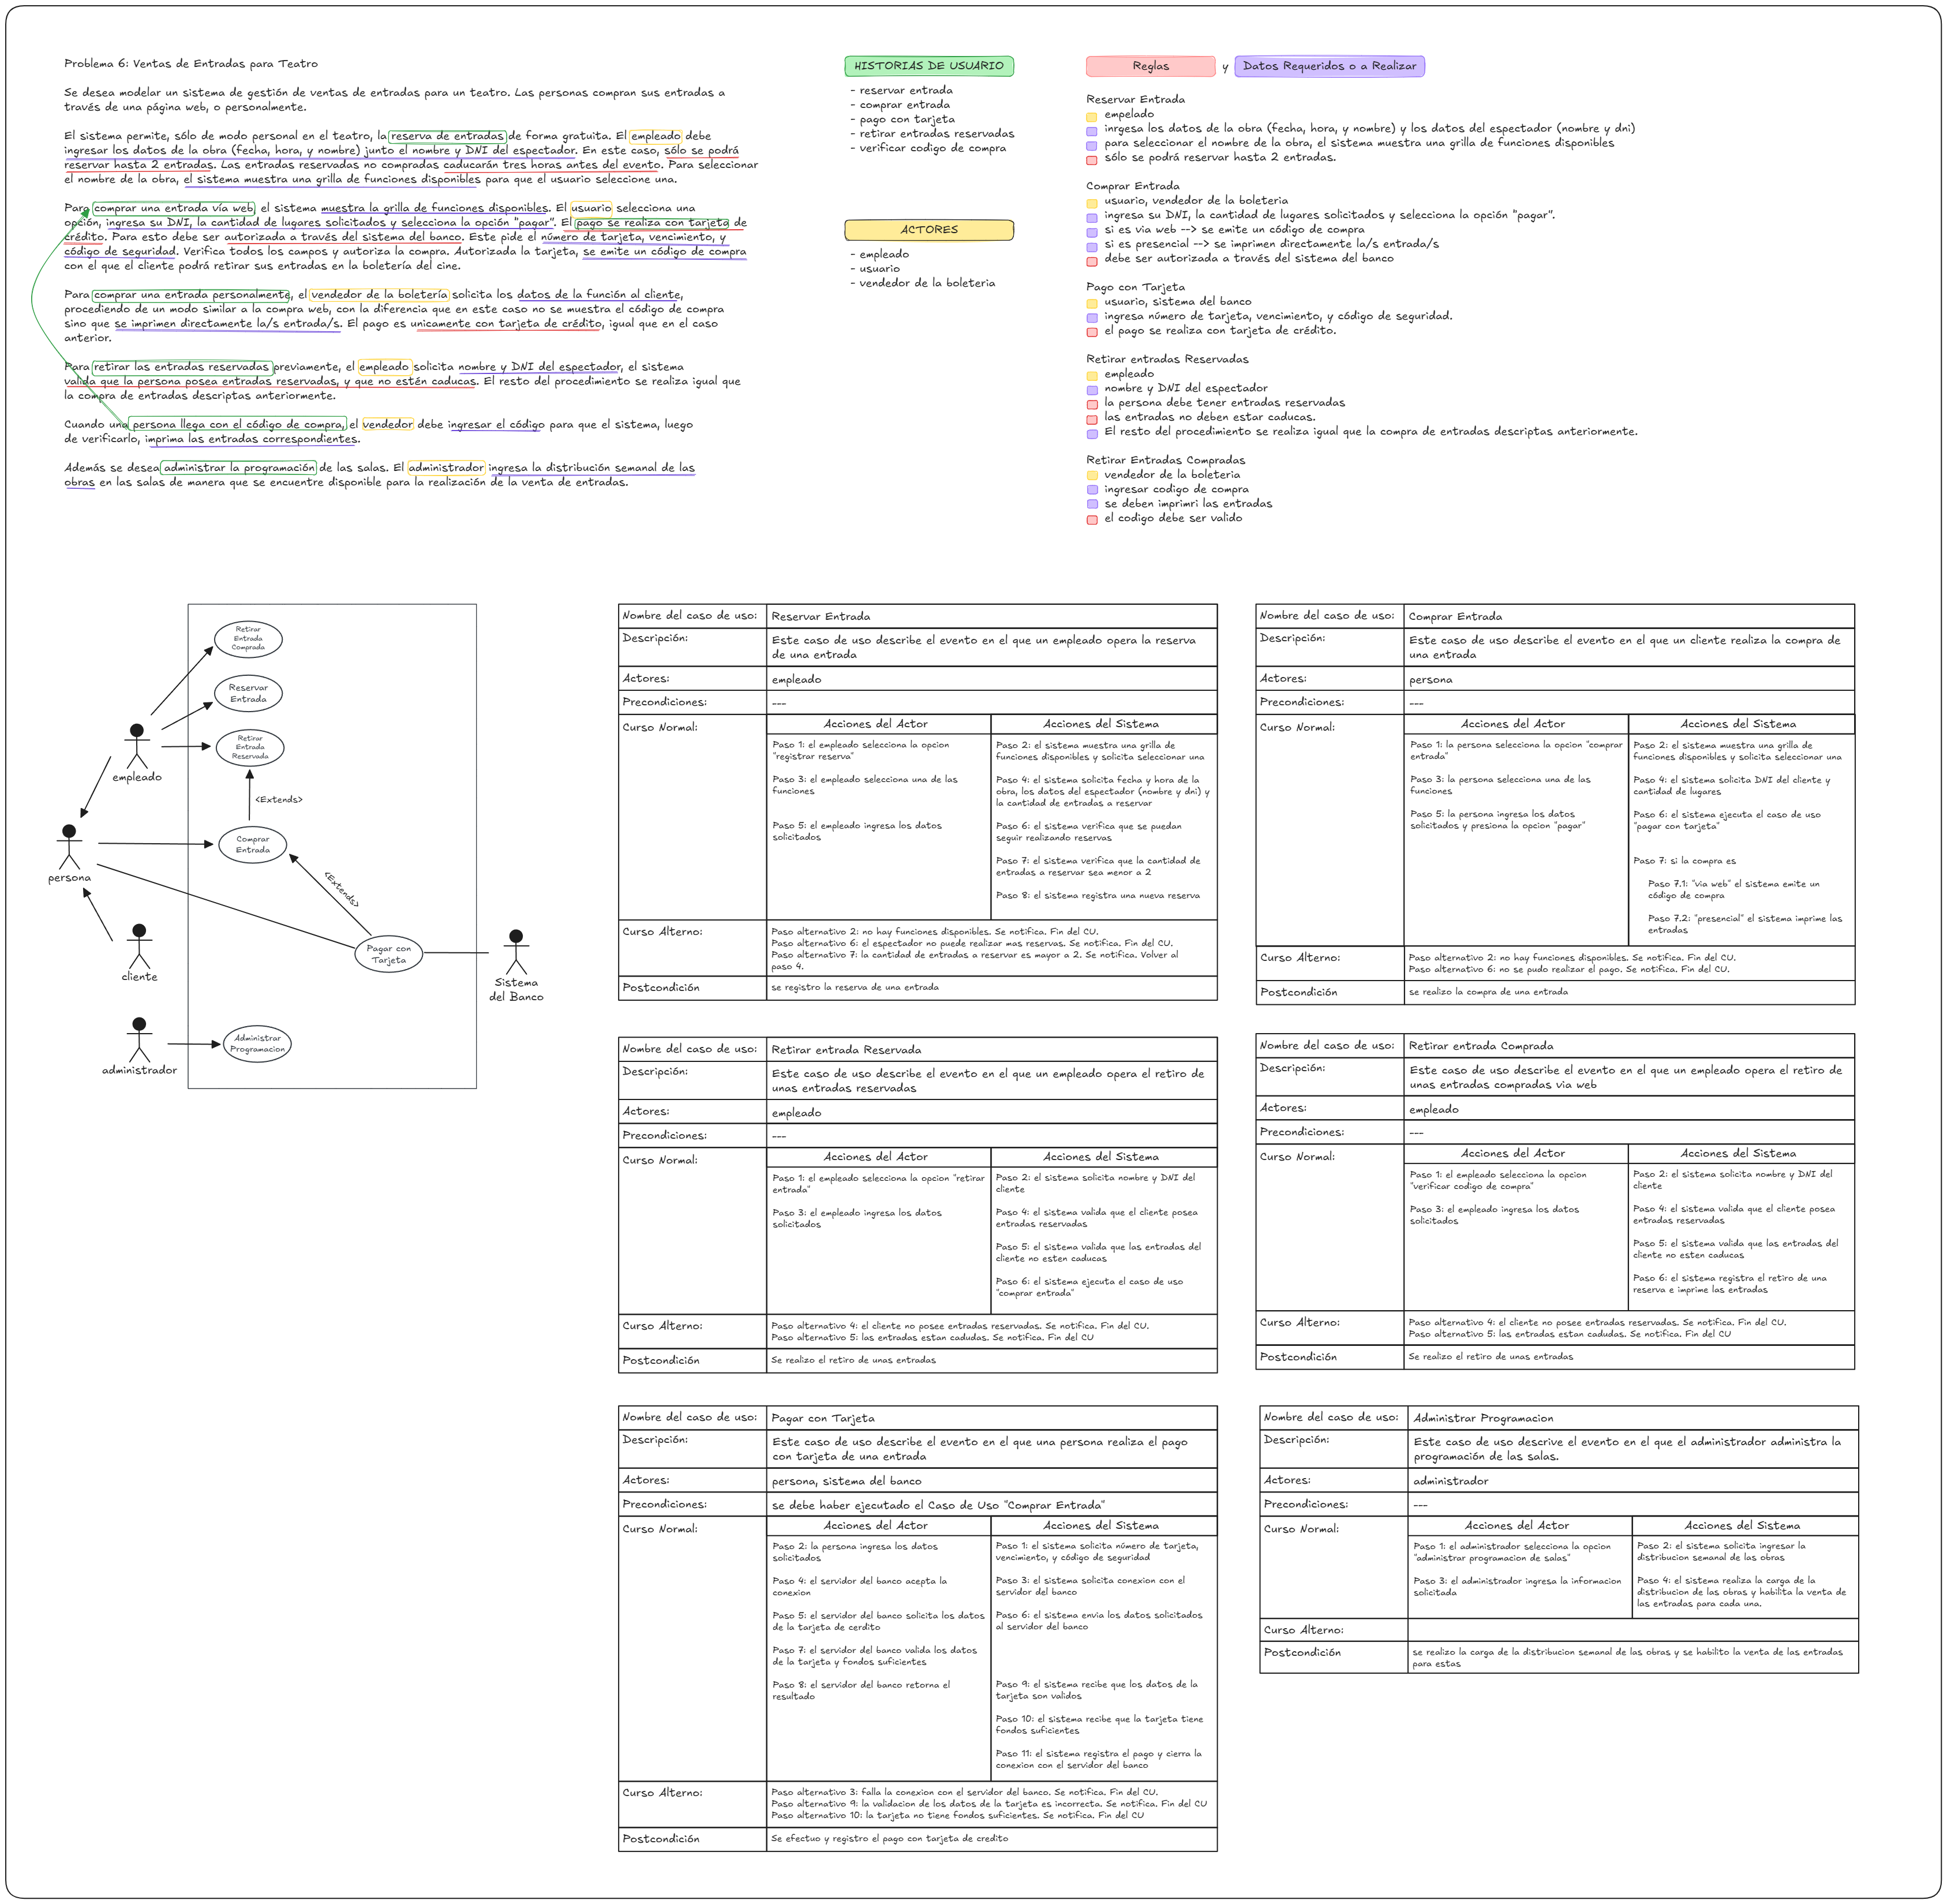 Problema 6: Ventas de Entradas para Teatro
Se desea modelar un sistema de gestión de ventas de entradas para un teatro. Las personas compran sus entradas a
través de una página web, o personalmente.
El sistema permite, sólo de modo personal en el teatro, la reserva de entradas de forma gratuita. El empleado debe
ingresar los datos de la obra (fecha, hora, y nombre) junto el nombre y DNI del espectador. En este caso, sólo se podrá
reservar hasta 2 entradas. Las entradas reservadas no compradas caducarán tres horas antes del evento. Para seleccionar
el nombre de la obra, el sistema muestra una grilla de funciones disponibles para que el usuario seleccione una.
Para comprar una entrada vía web el sistema muestra la grilla de funciones disponibles. El usuario selecciona una
opción, ingresa su DNI, la cantidad de lugares solicitados y selecciona la opción "pagar". El pago se realiza con tarjeta de
crédito. Para esto debe ser autorizada a través del sistema del banco. Este pide el número de tarjeta, vencimiento, y
código de seguridad. Verifica todos los campos y autoriza la compra. Autorizada la tarjeta, se emite un código de compra
con el que el cliente podrá retirar sus entradas en la boletería del cine.
Para comprar una entrada personalmente, el vendedor de la boletería solicita los datos de la función al cliente,
procediendo de un modo similar a la compra web, con la diferencia que en este caso no se muestra el código de compra
sino que se imprimen directamente la/s entrada/s. El pago es unicamente con tarjeta de crédito, igual que en el caso
anterior.
Para retirar las entradas reservadas previamente, el empleado solicita nombre y DNI del espectador, el sistema
valida que la persona posea entradas reservadas, y que no estén caducas. El resto del procedimiento se realiza igual que
la compra de entradas descriptas anteriormente.
Cuando una persona llega con el código de compra, el vendedor debe ingresar el código para que el sistema, luego
de verificarlo, imprima las entradas correspondientes.
Además se desea administrar la programación de las salas. El administrador ingresa la distribución semanal de las
obras en las salas de manera que se encuentre disponible para la realización de la venta de entradas.
HISTORIAS DE USUARIO
- reservar entrada
- comprar entrada
- pago con tarjeta
- retirar entradas reservadas
- verificar codigo de compra
ACTORES
- empleado
- usuario
- vendedor de la boleteria
Reglas y Datos Requeridos o a Realizar
Reservar Entrada
empelado
inrgesa los datos de la obra (fecha, hora, y nombre) y los datos del espectador (nombre y dni)
para seleccionar el nombre de la obra, el sistema muestra una grilla de funciones disponibles
sólo se podrá reservar hasta 2 entradas.
Comprar Entrada
usuario, vendedor de la boleteria
ingresa su DNI, la cantidad de lugares solicitados y selecciona la opción "pagar".
si es via web --> se emite un código de compra
si es presencial --> se imprimen directamente la/s entrada/s
debe ser autorizada a través del sistema del banco
Pago con Tarjeta
usuario, sistema del banco
ingresa número de tarjeta, vencimiento, y código de seguridad.
el pago se realiza con tarjeta de crédito.
Retirar entradas Reservadas
empleado
nombre y DNI del espectador
la persona debe tener entradas reservadas
las entradas no deben estar caducas.
El resto del procedimiento se realiza igual que la compra de entradas descriptas anteriormente.
Retirar Entradas Compradas
vendedor de la boleteria
ingresar codigo de compra
se deben imprimri las entradas
el codigo debe ser valido
Retirar
Entrada
Comprada
Reservar
Entrada
Retirar
Entrada
Reservada
empleado
<Extends>
Comprar
Entrada
persona
<Extends>
Pagar con
Tarjeta
cliente
Sistema
del Banco
Administrar
Programacion
administrador
Nombre del caso de uso: Reservar Entrada
Descripción: Este caso de uso describe el evento en el que un empleado opera la reserva
de una entrada
Actores: empleado
Precondiciones: ---
Curso Normal: Acciones del Actor Acciones del Sistema
Paso 1: el empleado selecciona la opcion
"registrar reserva"
Paso 3: el empleado selecciona una de las
funciones
Paso 5: el empleado ingresa los datos
solicitados
Paso 2: el sistema muestra una grilla de
funciones disponibles y solicita seleccionar una
Paso 4: el sistema solicita fecha y hora de la
obra, los datos del espectador (nombre y dni) y
la cantidad de entradas a reservar
Paso 6: el sistema verifica que se puedan
seguir realizando reservas
Paso 7: el sistema verifica que la cantidad de
entradas a reservar sea menor a 2
Paso 8: el sistema registra una nueva reserva
Curso Alterno: Paso alternativo 2: no hay funciones disponibles. Se notifica. Fin del CU.
Paso alternativo 6: el espectador no puede realizar mas reservas. Se notifica. Fin del CU.
Paso alternativo 7: la cantidad de entradas a reservar es mayor a 2. Se notifica. Volver al
paso 4.
Postcondición se registro la reserva de una entrada
Nombre del caso de uso: Comprar Entrada
Descripción: Este caso de uso describe el evento en el que un cliente realiza la compra de
una entrada
Actores: persona
Precondiciones: ---
Curso Normal: Acciones del Actor Acciones del Sistema
Paso 1: la persona selecciona la opcion "comprar
entrada"
Paso 3: la persona selecciona una de las
funciones
Paso 5: la persona ingresa los datos
solicitados y presiona la opcion "pagar"
Paso 2: el sistema muestra una grilla de
funciones disponibles y solicita seleccionar una
Paso 4: el sistema solicita DNI del cliente y
cantidad de lugares
Paso 6: el sistema ejecuta el caso de uso
"pagar con tarjeta"
Paso 7: si la compra es
Paso 7.1: "via web" el sistema emite un
código de compra
Paso 7.2: "presencial" el sistema imprime las
entradas
Curso Alterno: Paso alternativo 2: no hay funciones disponibles. Se notifica. Fin del CU.
Paso alternativo 6: no se pudo realizar el pago. Se notifica. Fin del CU.
Postcondición se realizo la compra de una entrada
Nombre del caso de uso: Retirar entrada Reservada
Descripción: Este caso de uso describe el evento en el que un empleado opera el retiro de
unas entradas reservadas
Actores: empleado
Precondiciones: ---
Curso Normal: Acciones del Actor Acciones del Sistema
Paso 1: el empleado selecciona la opcion "retirar
entrada"
Paso 3: el empleado ingresa los datos
solicitados
Paso 2: el sistema solicita nombre y DNI del
cliente
Paso 4: el sistema valida que el cliente posea
entradas reservadas
Paso 5: el sistema valida que las entradas del
cliente no esten caducas
Paso 6: el sistema ejecuta el caso de uso
"comprar entrada"
Curso Alterno: Paso alternativo 4: el cliente no posee entradas reservadas. Se notifica. Fin del CU.
Paso alternativo 5: las entradas estan cadudas. Se notifica. Fin del CU
Postcondición Se realizo el retiro de unas entradas
Nombre del caso de uso: Retirar entrada Comprada
Descripción: Este caso de uso describe el evento en el que un empleado opera el retiro de
unas entradas compradas via web
Actores: empleado
Precondiciones: ---
Curso Normal: Acciones del Actor Acciones del Sistema
Paso 1: el empleado selecciona la opcion
"verificar codigo de compra"
Paso 3: el empleado ingresa los datos
solicitados
Paso 2: el sistema solicita nombre y DNI del
cliente
Paso 4: el sistema valida que el cliente posea
entradas reservadas
Paso 5: el sistema valida que las entradas del
cliente no esten caducas
Paso 6: el sistema registra el retiro de una
reserva e imprime las entradas
Curso Alterno: Paso alternativo 4: el cliente no posee entradas reservadas. Se notifica. Fin del CU.
Paso alternativo 5: las entradas estan cadudas. Se notifica. Fin del CU
Postcondición Se realizo el retiro de unas entradas
Nombre del caso de uso: Pagar con Tarjeta
Descripción: Este caso de uso describe el evento en el que una persona realiza el pago
con tarjeta de una entrada
Actores: persona, sistema del banco
Precondiciones: se debe haber ejecutado el Caso de Uso "Comprar Entrada"
Curso Normal: Acciones del Actor Acciones del Sistema
Paso 2: la persona ingresa los datos
solicitados
Paso 4: el servidor del banco acepta la
conexion
Paso 5: el servidor del banco solicita los datos
de la tarjeta de cerdito
Paso 7: el servidor del banco valida los datos
de la tarjeta y fondos suficientes
Paso 8: el servidor del banco retorna el
resultado
Paso 1: el sistema solicita número de tarjeta,
vencimiento, y código de seguridad
Paso 3: el sistema solicita conexion con el
servidor del banco
Paso 6: el sistema envia los datos solicitados
al servidor del banco
Paso 9: el sistema recibe que los datos de la
tarjeta son validos
Paso 10: el sistema recibe que la tarjeta tiene
fondos suficientes
Paso 11: el sistema registra el pago y cierra la
conexion con el servidor del banco
Curso Alterno: Paso alternativo 3: falla la conexion con el servidor del banco. Se notifica. Fin del CU.
Paso alternativo 9: la validacion de los datos de la tarjeta es incorrecta. Se notifica. Fin del CU
Paso alternativo 10: la tarjeta no tiene fondos suficientes. Se notifica. Fin del CU
Postcondición Se efectuo y registro el pago con tarjeta de credito
Nombre del caso de uso: Administrar Programacion
Descripción: Este caso de uso descrive el evento en el que el administrador administra la
programación de las salas.
Actores: administrador
Precondiciones: ---
Curso Normal: Acciones del Actor Acciones del Sistema
Paso 1: el administrador selecciona la opcion
"administrar programacion de salas"
Paso 3: el administrador ingresa la informacion
solicitada
Paso 2: el sistema solicita ingresar la
distribucion semanal de las obras
Paso 4: el sistema realiza la carga de la
distribucion de las obras y habilita la venta de
las entradas para cada una.
Curso Alterno:
Postcondición se realizo la carga de la distribucion semanal de las obras y se habilito la venta de las entradas
para estas